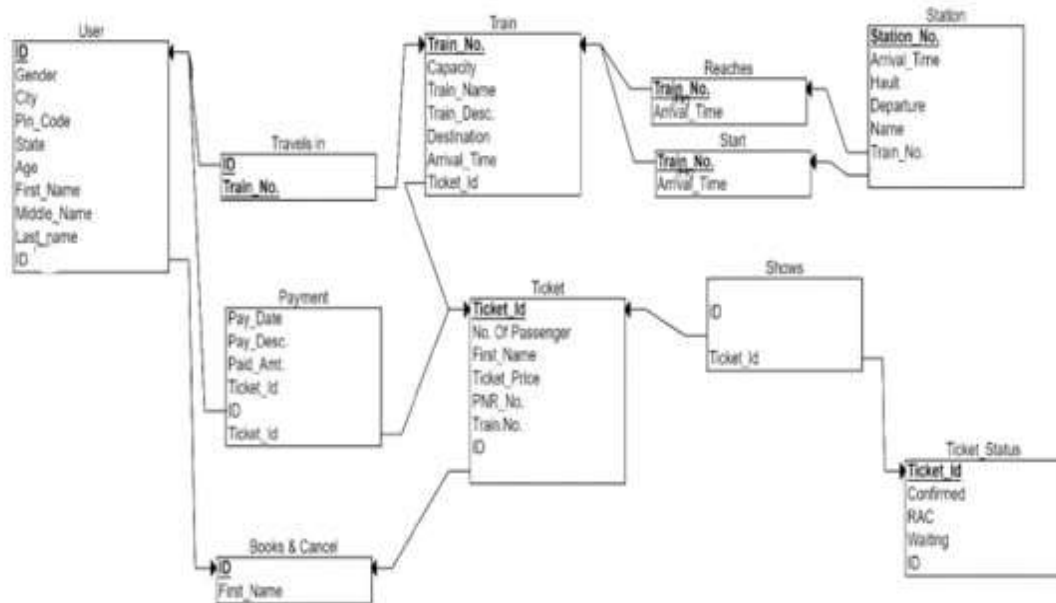 User
ID
Gender
City
Pin_Code
State
Age
First_Name
Middle_Name
Last_name
ID
Travels in
ID
Train_No.
Train
Train_No.
Capacity
Train_Name
Train_Desc.
Destination
Arrival_Time
Ticket_Id
Reaches
Train_No.
Arrival_Time
Start
Train_No.
Arrival_Time
Station
Station_No.
Arrival_Time
Hault
Departure
Name
Train_No.
Payment
Pay_Date
Pay_Desc.
Paid_Amt.
Ticket_Id
ID
Ticket_Id
Ticket
Ticket_Id
No. Of Passenger
First_Name
Ticket_Price
PNR_No.
Train.No.
ID
Shows
ID
Ticket_Id
Ticket_Status
Ticket_Id
Confirmed
RAC
Waiting
ID
Books & Cancel
ID
First_Name